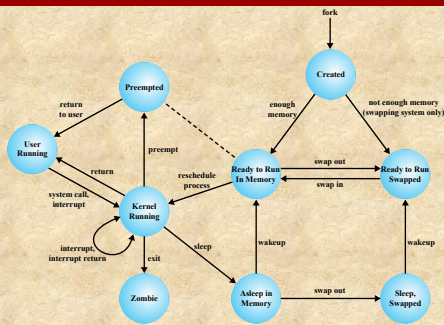 fork
Created
Preempted
return
to user
enough
memory
not enough memory
(swapping system only)
User
Running
return
preempt
swap out
Ready to Run
In Memory
Ready to Run
Swapped
swap in
reschedule
process
system call,
interrupt
Kernel
Running
interrupt,
interrupt return
sleep
wakeup
wakeup
exit
Zombie
Asleep in
Memory
swap out
Sleep,
Swapped